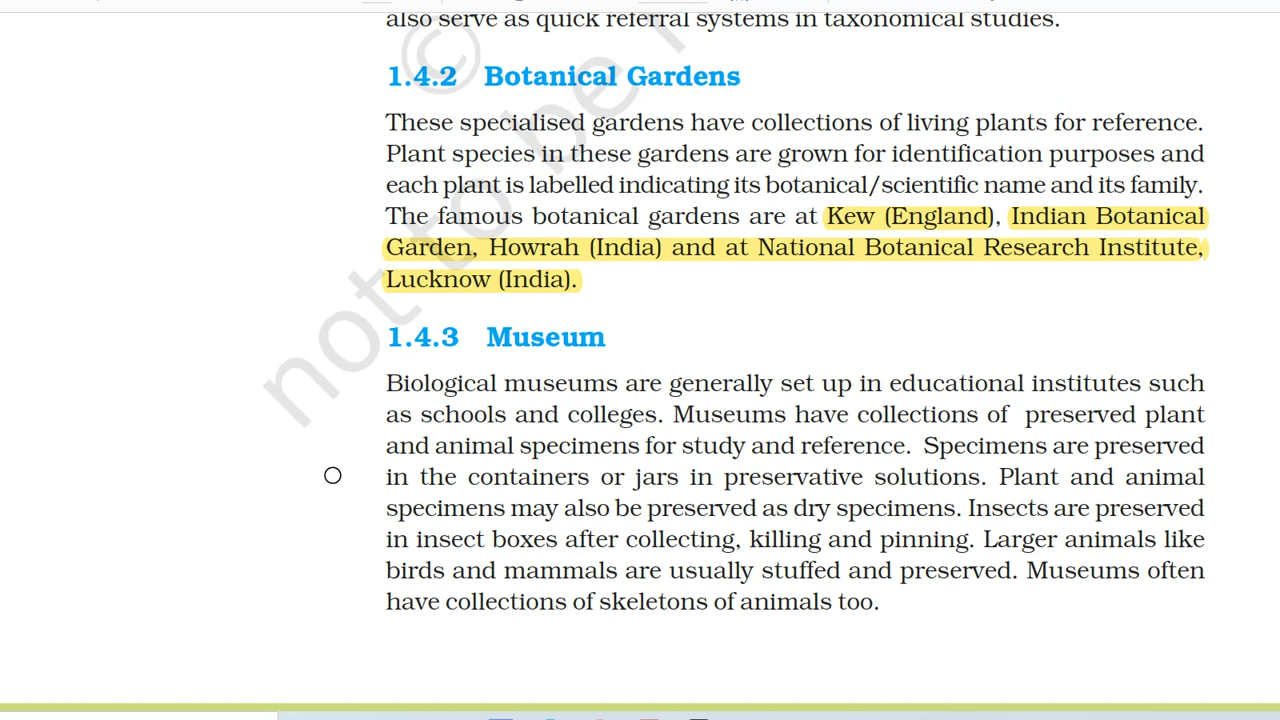 also serve as quick referral systems in taxonomical studies.
1.4.2 Botanical Gardens
These specialised gardens have collections of living plants for reference.
Plant species in these gardens are grown for identification purposes and
each plant is labelled indicating its botanical/scientific name and its family.
The famous botanical gardens are at Kew (England), Indian Botanical
Garden, Howrah (India) and at National Botanical Research Institute,
Lucknow (India).
1.4.3 Museum
Biological museums are generally set up in educational institutes such
as schools and colleges. Museums have collections of preserved plant
and animal specimens for study and reference. Specimens are preserved
in the containers or jars in preservative solutions. Plant and animal
specimens may also be preserved as dry specimens. Insects are preserved
in insect boxes after collecting, killing and pinning. Larger animals like
birds and mammals are usually stuffed and preserved. Museums often
have collections of skeletons of animals too.
©
not to be r